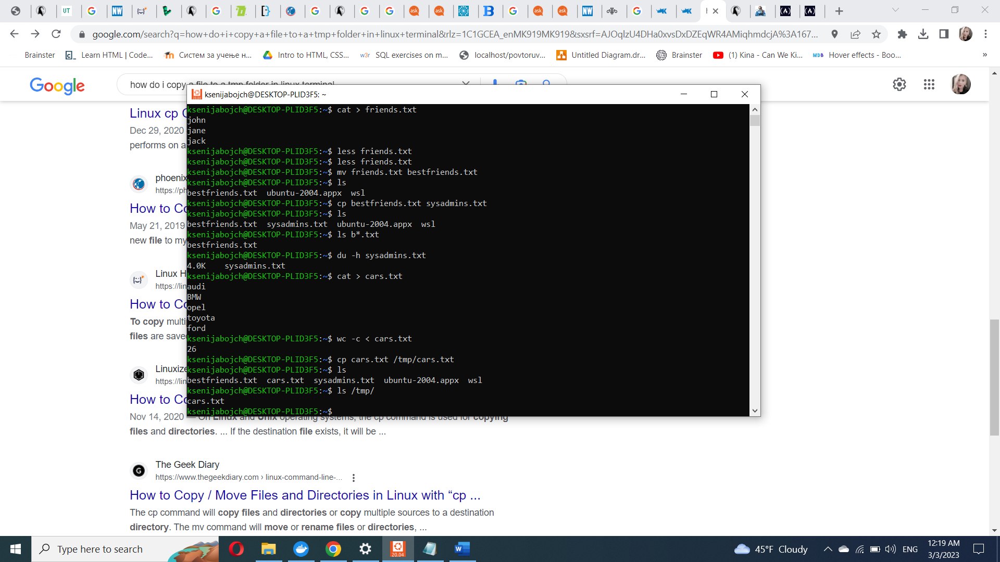 google.com/search?q=how+do+i+copy+a+file+to+a+tmp+folder+in+linux+terminal&rlz=1C1GCEA_enMK919MK919&sxsrf=AJOqlzU4DHa0xvsDxDZEqWR4AMiqhmdcjA%3A167...
Brainster Learn HTML | Code... Систем за учење н... Intro to HTML, CSS... SQL exercises on m... localhost/povtoruv... Untitled Diagram.dr... Brainster (1) Kina - Can We Ki... Hover effects - Boo... »
Google how do i copy a file to a tmp folder in linux terminal
ksenijabojch@DESKTOP-PLID3F5: ~
ksenijabojch@DESKTOP-PLID3F5:~$ cat > friends.txt
john
jane
jack
ksenijabojch@DESKTOP-PLID3F5:~$ less friends.txt
ksenijabojch@DESKTOP-PLID3F5:~$ less friends.txt
ksenijabojch@DESKTOP-PLID3F5:~$ mv friends.txt bestfriends.txt
ksenijabojch@DESKTOP-PLID3F5:~$ ls
bestfriends.txt ubuntu-2004.appx wsl
ksenijabojch@DESKTOP-PLID3F5:~$ cp bestfriends.txt sysadmins.txt
ksenijabojch@DESKTOP-PLID3F5:~$ ls
bestfriends.txt sysadmins.txt ubuntu-2004.appx wsl
ksenijabojch@DESKTOP-PLID3F5:~$ ls b*.txt
bestfriends.txt
ksenijabojch@DESKTOP-PLID3F5:~$ du -h sysadmins.txt
4.0K sysadmins.txt
ksenijabojch@DESKTOP-PLID3F5:~$ cat > cars.txt
audi
BMW
opel
toyota
ford
ksenijabojch@DESKTOP-PLID3F5:~$ wc -c < cars.txt
26
ksenijabojch@DESKTOP-PLID3F5:~$ cp cars.txt /tmp/cars.txt
ksenijabojch@DESKTOP-PLID3F5:~$ ls
bestfriends.txt cars.txt sysadmins.txt ubuntu-2004.appx wsl
ksenijabojch@DESKTOP-PLID3F5:~$ ls /tmp/
cars.txt
ksenijabojch@DESKTOP-PLID3F5:~$
Linux cp
Dec 29, 2020
performs on a
phoenix
https://ph
How to Co
May 21, 2019
new file to my
Linux H
https://lin
How to Co
To copy multi
files are save
Linuxize
https://lin
How to Co
Nov 14, 2020 — On Linux and Unix operating systems, the cp command is used for copying
files and directories. ... If the destination file exists, it will be ...
The Geek Diary
https://www.thegeekdiary.com › linux-command-line-...
How to Copy / Move Files and Directories in Linux with “cp ...
The cp command will copy files and directories or copy multiple sources to a destination
directory. The mv command will move or rename files or directories, ...
Type here to search
20.04
45°F Cloudy
ENG
12:19 AM
3/3/2023